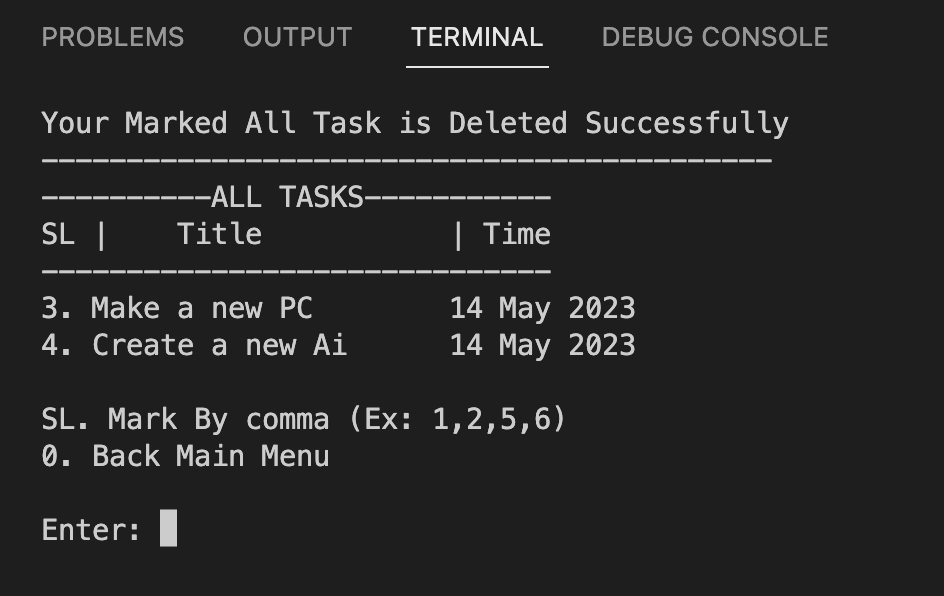 PROBLEMS OUTPUT TERMINAL DEBUG CONSOLE
Your Marked All Task is Deleted Successfully
-------------------------------------------
----------ALL TASKS-----------
SL |    Title           | Time
------------------------------
3. Make a new PC        14 May 2023
4. Create a new Ai      14 May 2023
SL. Mark By comma (Ex: 1,2,5,6)
0. Back Main Menu
Enter: